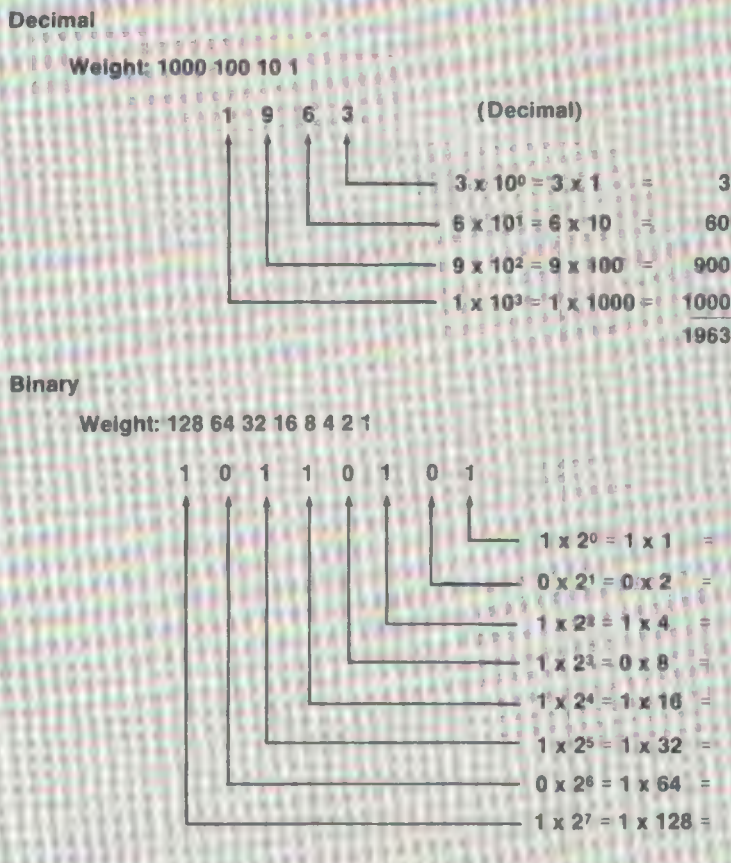 Decimal
Weight: 1000 100 10 1
1 9 6 3 (Decimal)
3 x 10⁰ = 3 x 1 = 3
6 x 10¹ = 6 x 10 = 60
9 x 10² = 9 x 100 = 900
1 x 10³ = 1 x 1000 = 1000
1963
Binary
Weight: 128 64 32 16 8 4 2 1
1 0 1 1 0 1 0 1
1 x 2⁰ = 1 x 1 =
0 x 2¹ = 0 x 2 =
1 x 2² = 1 x 4 =
1 x 2³ = 0 x 8 =
1 x 2⁴ = 1 x 16 =
1 x 2⁵ = 1 x 32 =
0 x 2⁶ = 1 x 64 =
1 x 2⁷ = 1 x 128 =